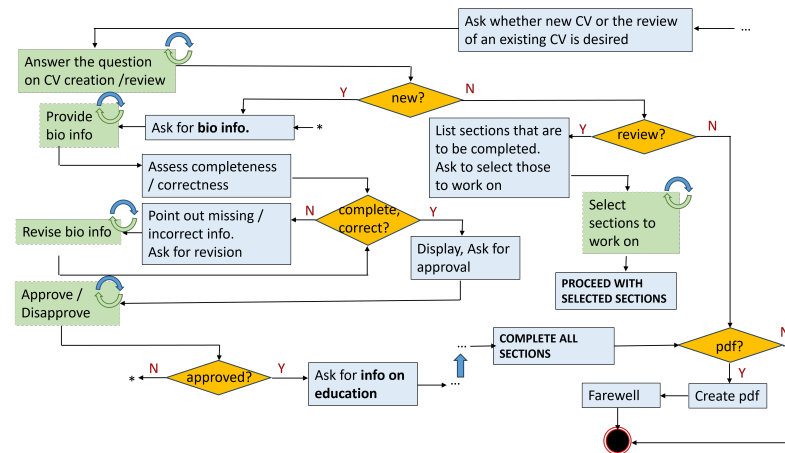 Ask whether new CV or the review
of an existing CV is desired
...
Answer the question
on CV creation /review
new?
Y
N
Provide
bio info
Ask for bio info.
*
List sections that are
to be completed.
Ask to select those
to work on
Y
review?
N
Assess completeness
/ correctness
Select
sections to
work on
Revise bio info
Point out missing /
incorrect info.
Ask for revision
N
complete,
correct?
Y
Display, Ask for
approval
PROCEED WITH
SELECTED SECTIONS
Approve /
Disapprove
...
COMPLETE ALL
SECTIONS
pdf?
N
Y
*
N
approved?
Y
Ask for info on
education
...
Farewell
Create pdf